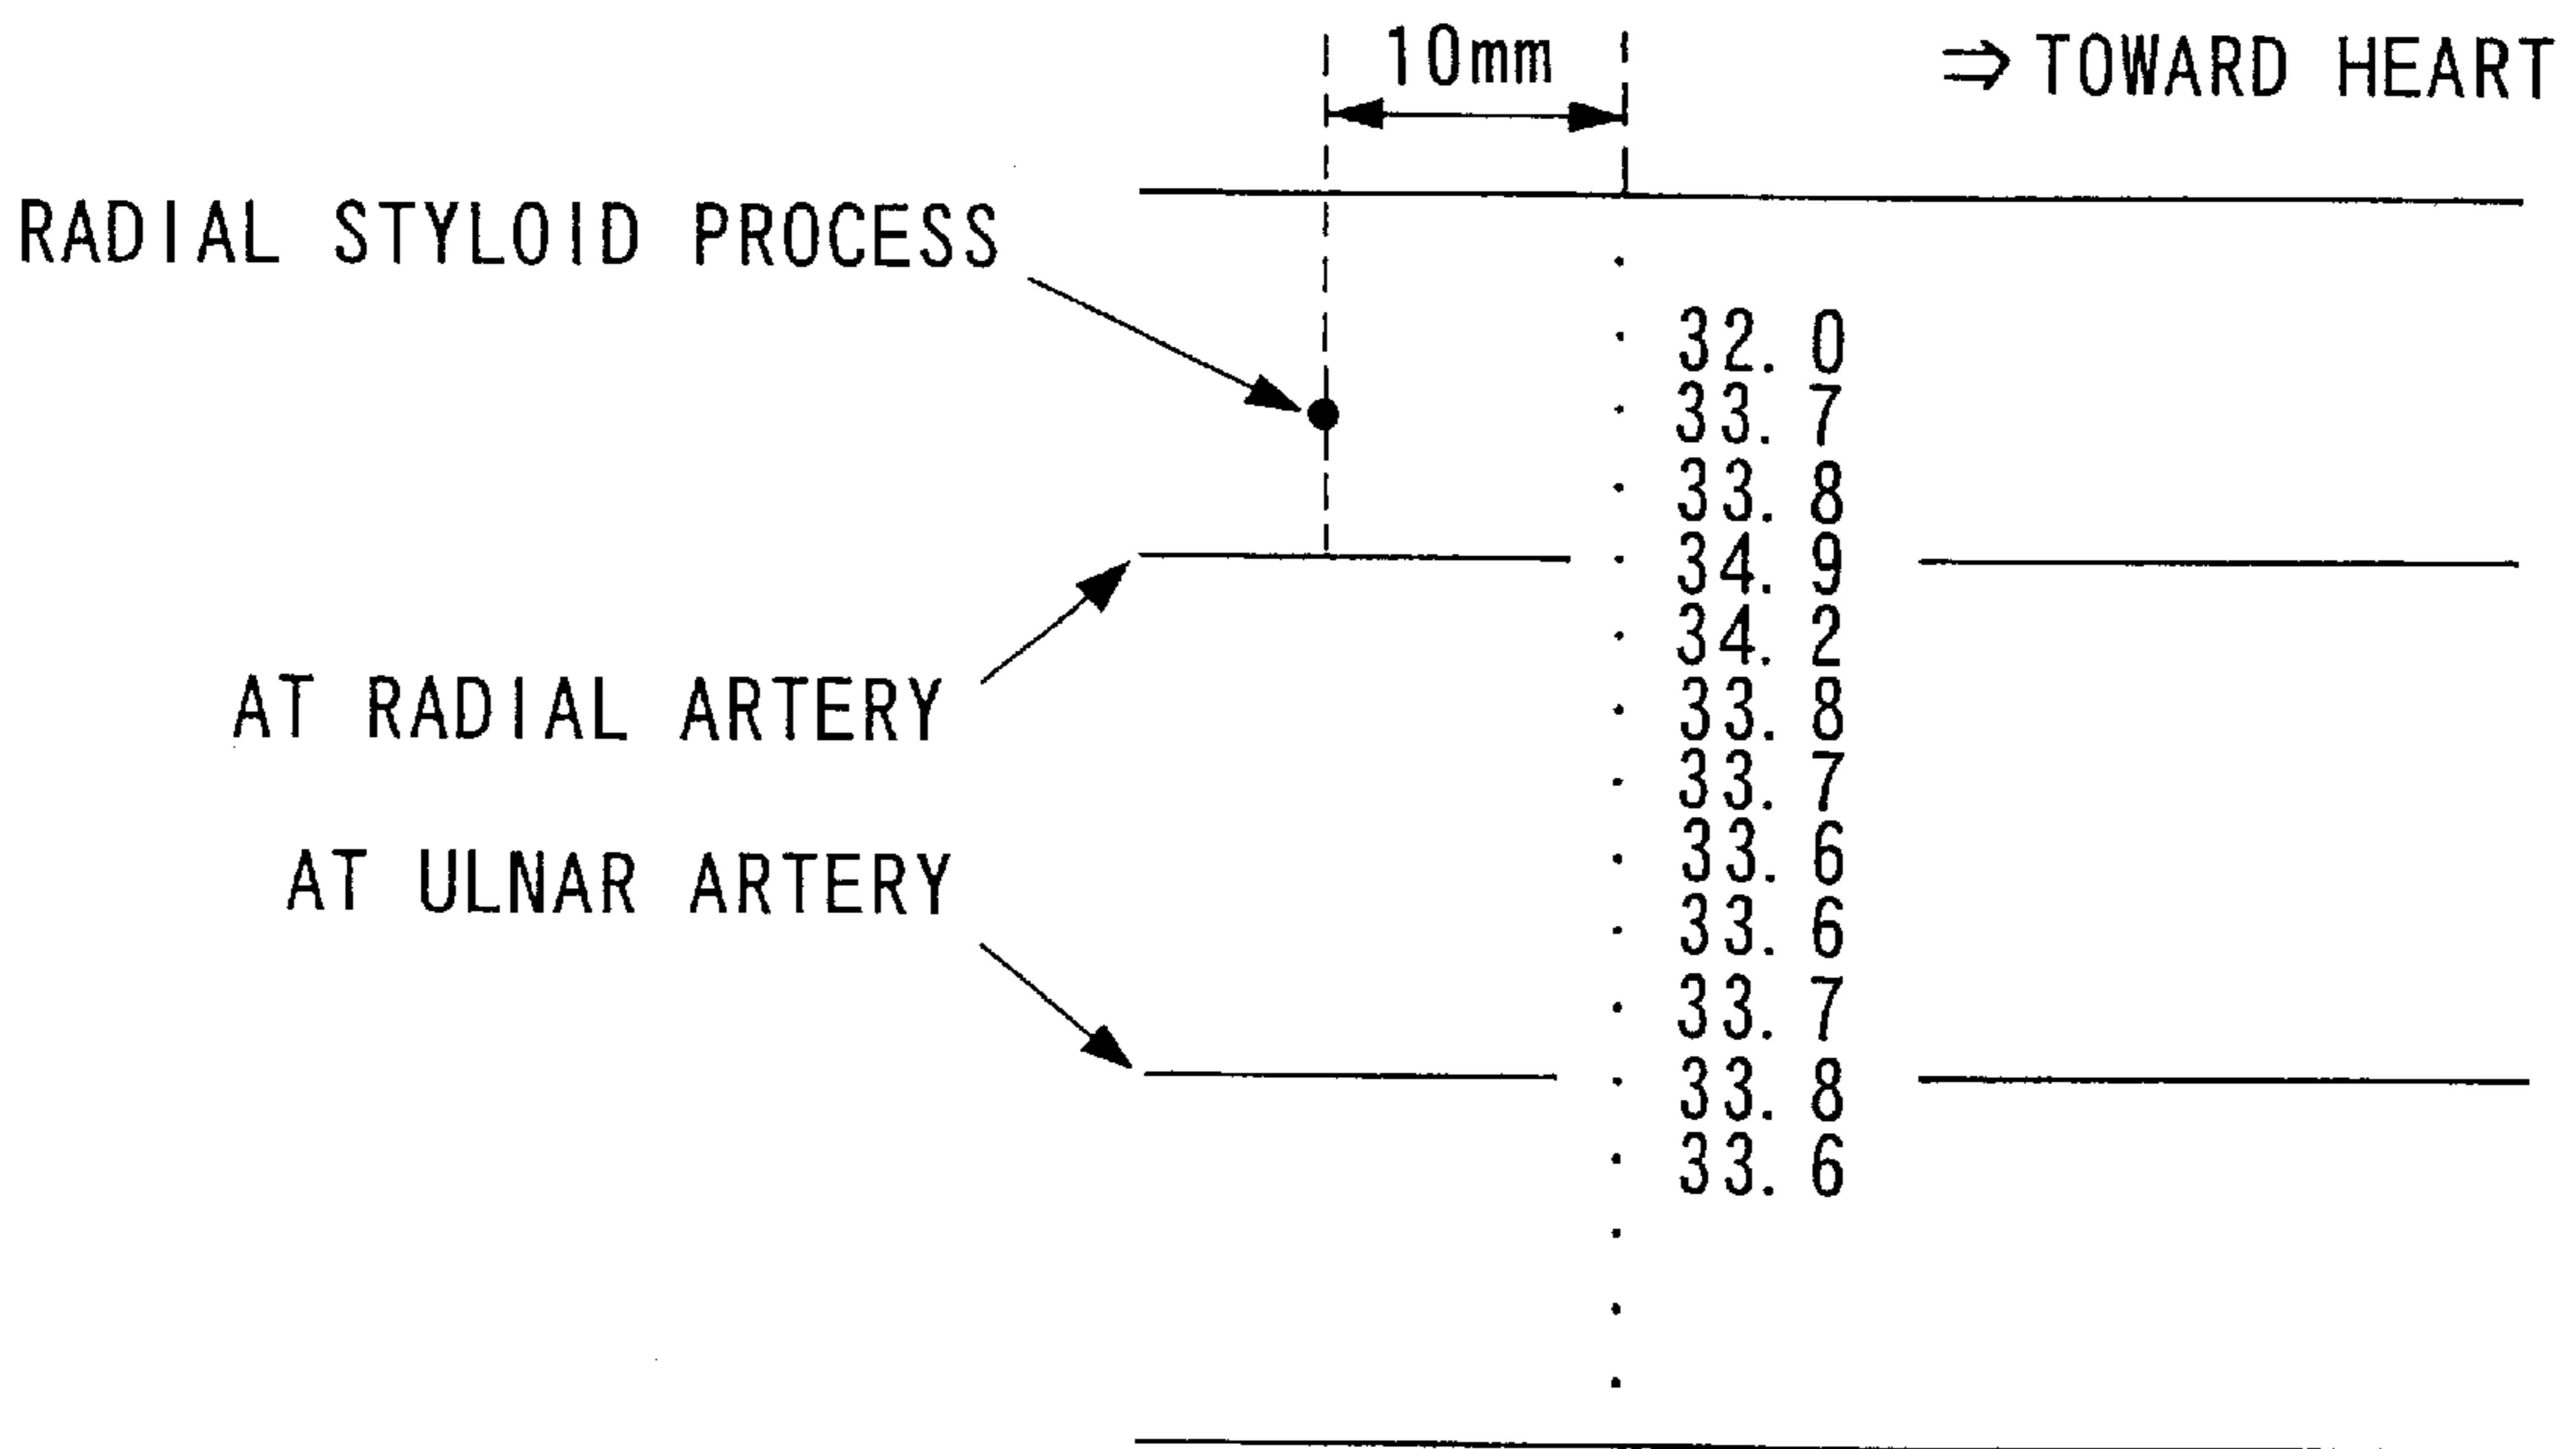 10mm
⇒ TOWARD HEART
RADIAL STYLOID PROCESS
32.0
33.7
33.8
34.9
34.2
AT RADIAL ARTERY
33.8
33.7
AT ULNAR ARTERY
33.6
33.6
33.7
33.8
33.6